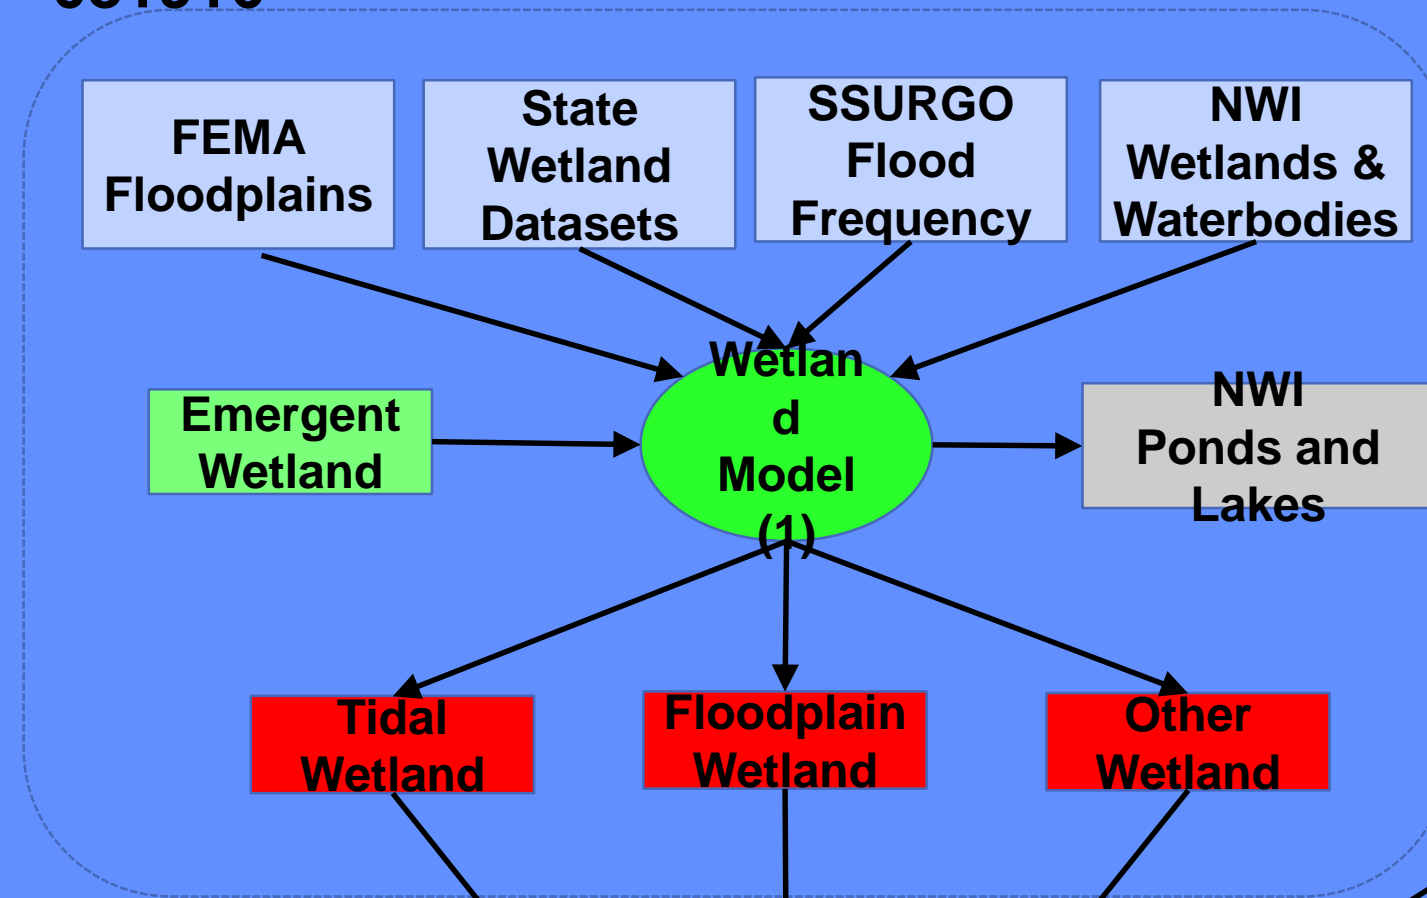 FEMA
Floodplains
State
Wetland
Datasets
SSURGO
Flood
Frequency
NWI
Wetlands &
Waterbodies
Emergent
Wetland
Wetlan
d
Model
(1)
NWI
Ponds and
Lakes
Tidal
Wetland
Floodplain
Wetland
Other
Wetland